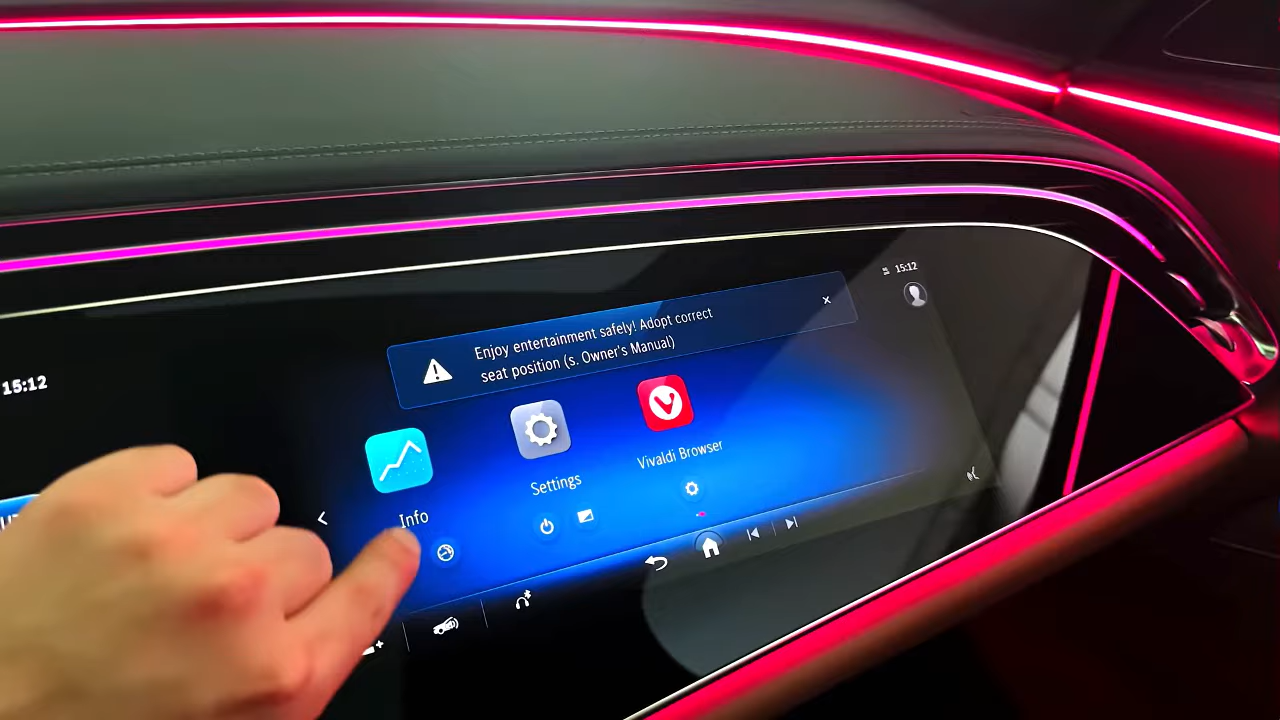 15:12
Enjoy entertainment safely! Adopt correct
seat position (s. Owner's Manual)
15:12
Info
Settings
Vivaldi Browser